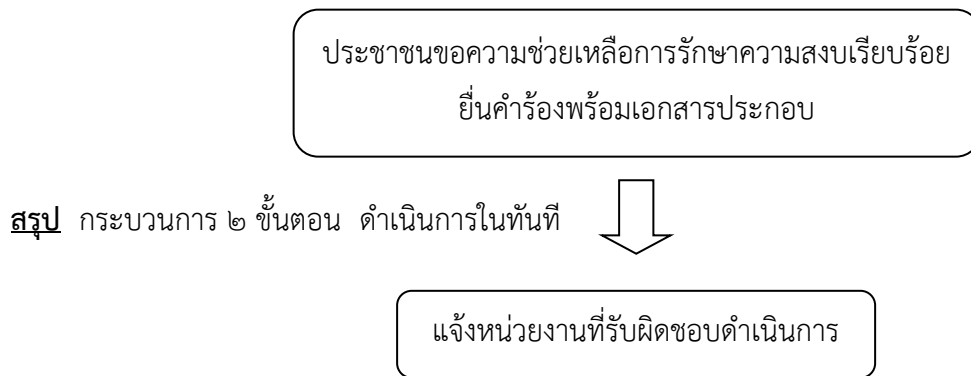 ประชาชนขอความช่วยเหลือการรักษาความสงบเรียบร้อย
ยื่นคำร้องพร้อมเอกสารประกอบ
สรุป กระบวนการ ๒ ขั้นตอน ดำเนินการในทันที
แจ้งหน่วยงานที่รับผิดชอบดำเนินการ